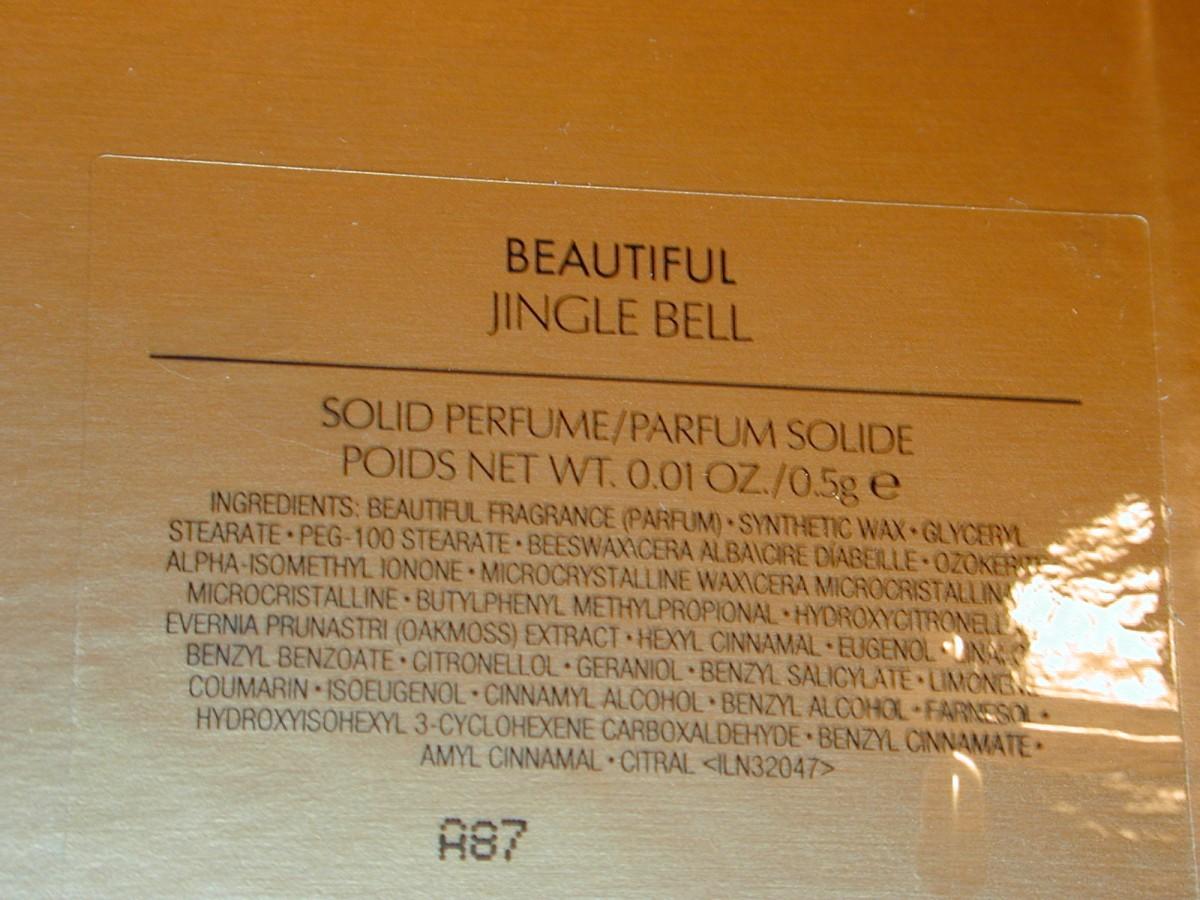 BEAUTIFUL
JINGLE BELL
SOLID PERFUME/PARFUM SOLIDE
POIDS NET WT. 0.01 OZ./0.5g e
INGREDIENTS: BEAUTIFUL FRAGRANCE (PARFUM) • SYNTHETIC WAX • GLYCERYL
STEARATE • PEG-100 STEARATE • BEESWAX\CERA ALBA\CIRE D'ABEILLE •
ALPHA-ISOMETHYL IONONE • MICROCRYSTALLINE WAX\CERA
MICROCRISTALLINE • BUTYLPHENYL METHYLPROPIONAL •
EVERNIA PRUNASTRI (OAKMOSS) EXTRACT • HEXYL CINNAMAL • EUGENOL •
BENZYL BENZOATE • CITRONELLOL • GERANIOL • BENZYL SALICYLATE •
COUMARIN • ISOEUGENOL • CINNAMYL ALCOHOL • BENZYL ALCOHOL • FARNESOL •
HYDROXYISOHEXYL 3-CYCLOHEXENE CARBOXALDEHYDE • BENZYL CINNAMATE •
AMYL CINNAMAL • CITRAL <ILN32047>
A87